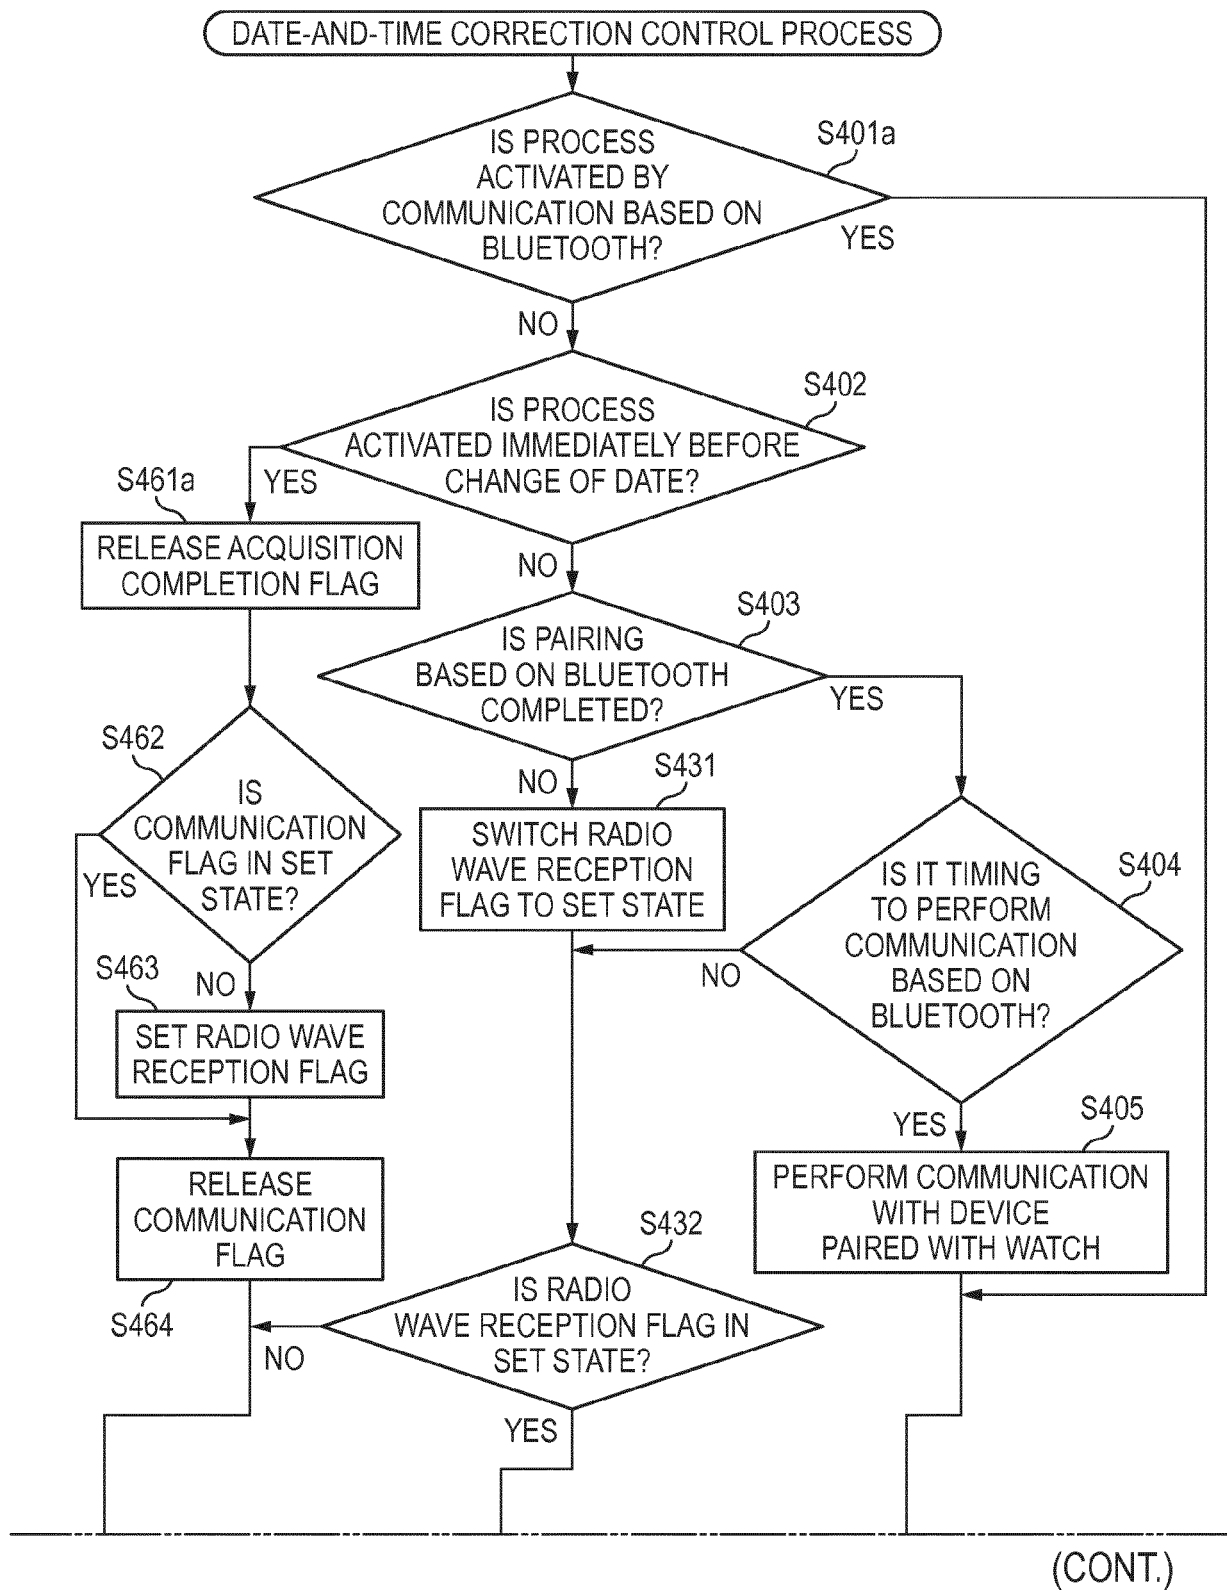 DATE-AND-TIME CORRECTION CONTROL PROCESS
S401a
IS PROCESS
ACTIVATED BY
COMMUNICATION BASED ON
BLUETOOTH?
YES
NO
S402
IS PROCESS
ACTIVATED IMMEDIATELY BEFORE
CHANGE OF DATE?
YES
NO
S461a
RELEASE ACQUISITION
COMPLETION FLAG
S403
IS PAIRING
BASED ON BLUETOOTH
COMPLETED?
YES
NO
S462
IS
COMMUNICATION
FLAG IN SET
STATE?
YES
NO
S431
SWITCH RADIO
WAVE RECEPTION
FLAG TO SET STATE
S404
IS IT TIMING
TO PERFORM
COMMUNICATION
BASED ON
BLUETOOTH?
NO
YES
S463
SET RADIO WAVE
RECEPTION FLAG
S405
PERFORM COMMUNICATION
WITH DEVICE
PAIRED WITH WATCH
RELEASE
COMMUNICATION
FLAG
S464
S432
IS RADIO
WAVE RECEPTION FLAG IN
SET STATE?
NO
YES
(CONT.)